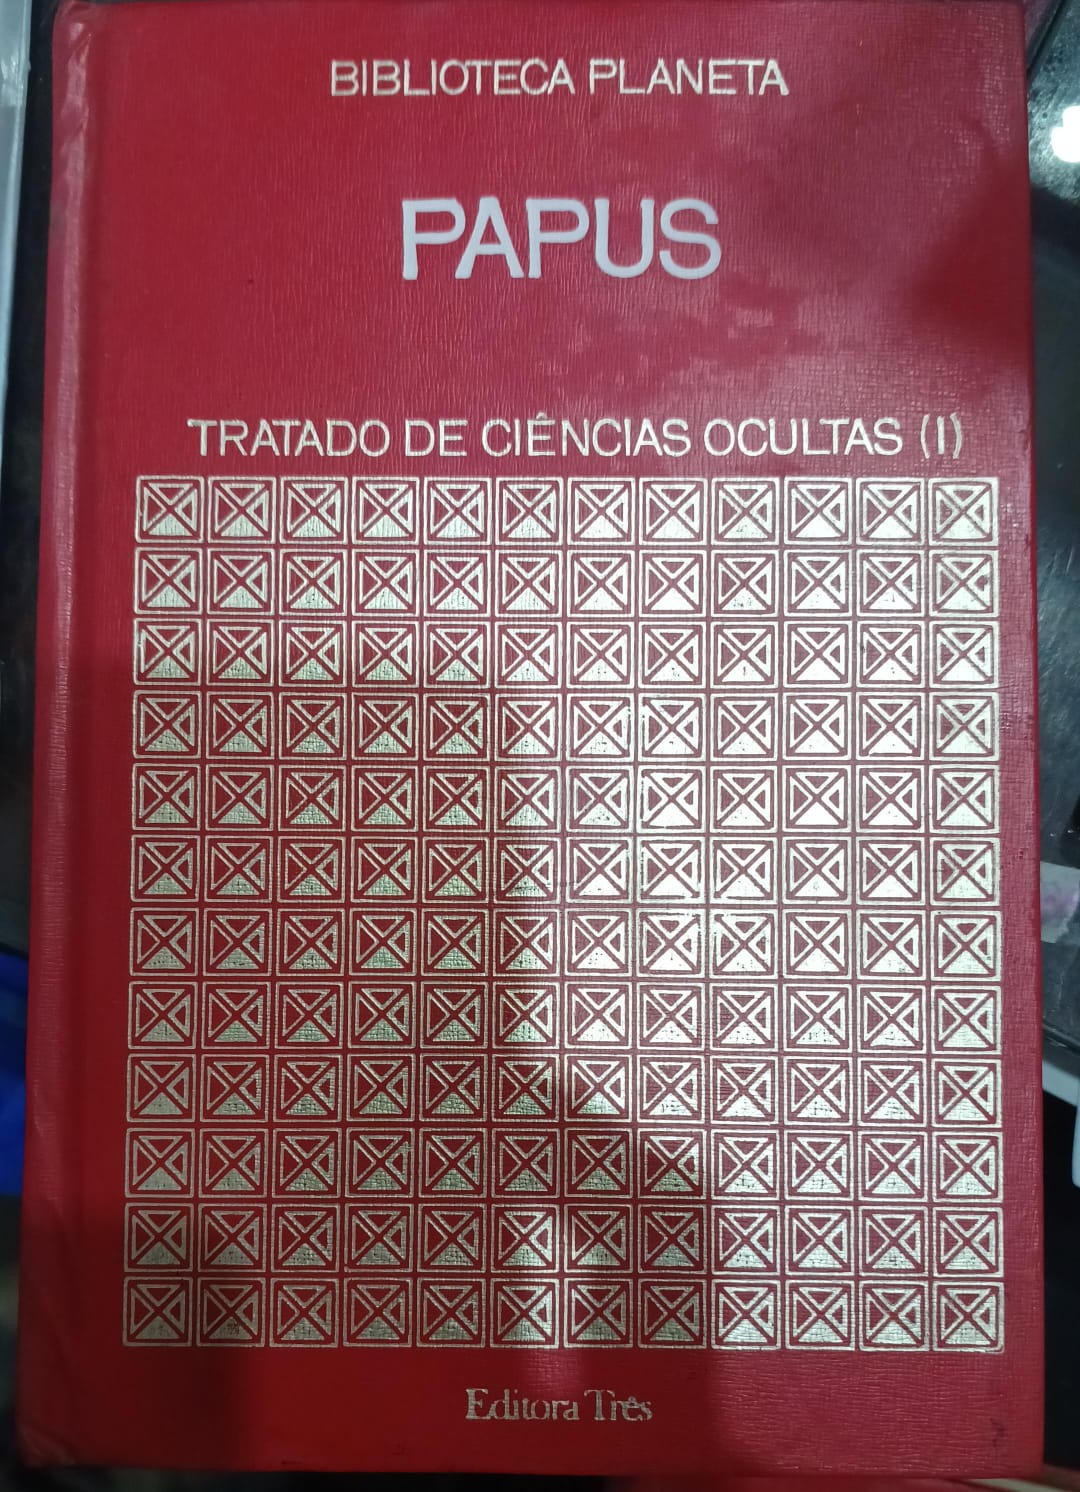 BIBLIOTECA PLANETA
PAPUS
TRATADO DE CIÊNCIAS OCULTAS (I)
Editora Três